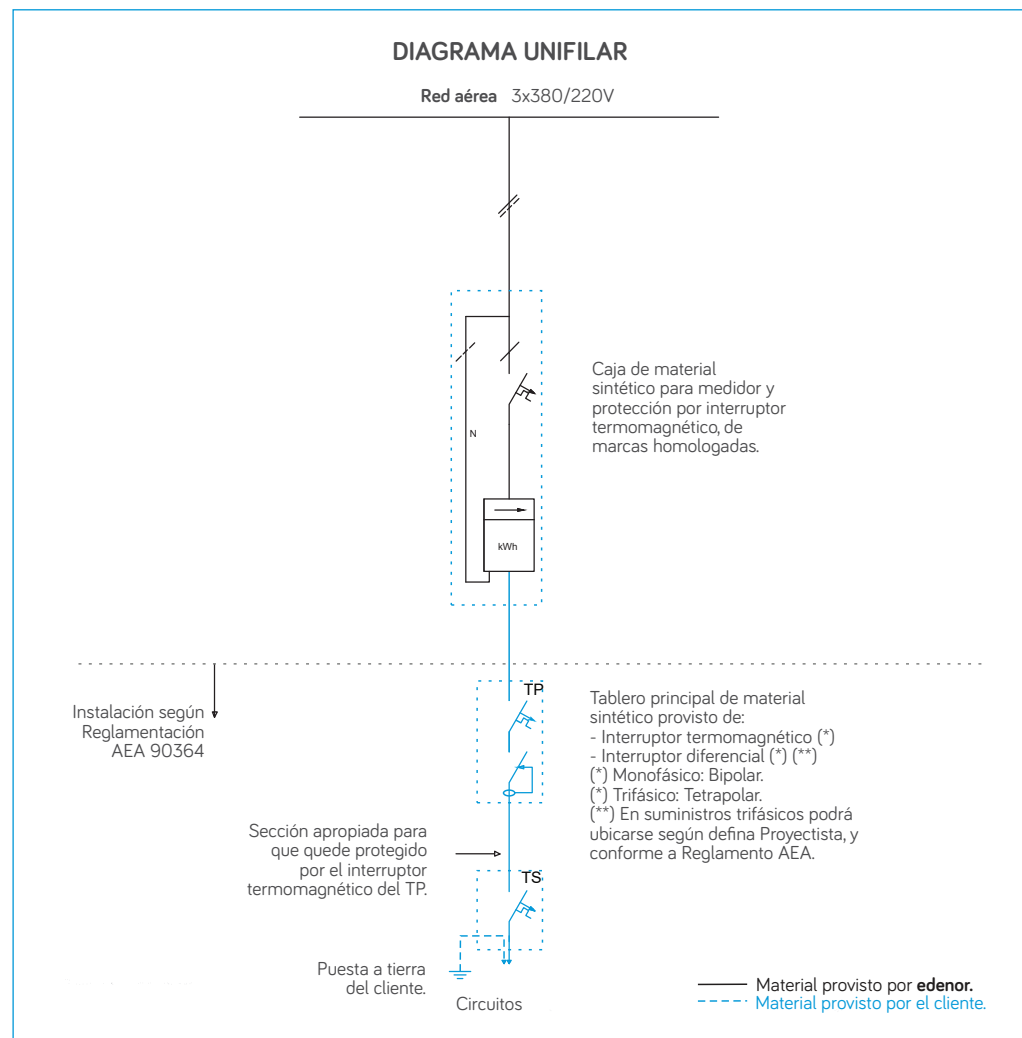 DIAGRAMA UNIFILAR
Red aérea 3x380/220V
Caja de material
sintético para medidor y
protección por interruptor
termomagnético, de
marcas homologadas.
N
kWh
Instalación según
Reglamentación
AEA 90364
TP
Tablero principal de material
sintético provisto de:
- Interruptor termomagnético (*)
- Interruptor diferencial (*) (**)
(*) Monofásico: Bipolar.
(*) Trifásico: Tetrapolar.
(**) En suministros trifásicos podrá
ubicarse según defina Proyectista, y
conforme a Reglamento AEA.
Sección apropiada para
que quede protegido
por el interruptor
termomagnético del TP.
TS
Puesta a tierra
del cliente.
Circuitos
Material provisto por edenor.
Material provisto por el cliente.